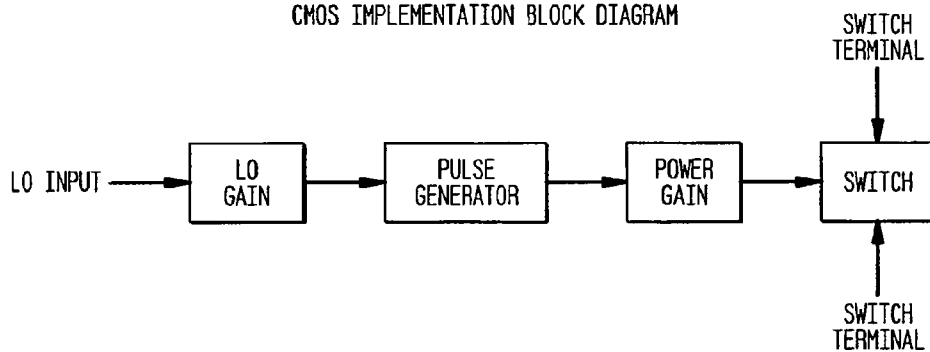 CMOS IMPLEMENTATION BLOCK DIAGRAM
SWITCH
TERMINAL
LO INPUT
LO
GAIN
PULSE
GENERATOR
POWER
GAIN
SWITCH
SWITCH
TERMINAL